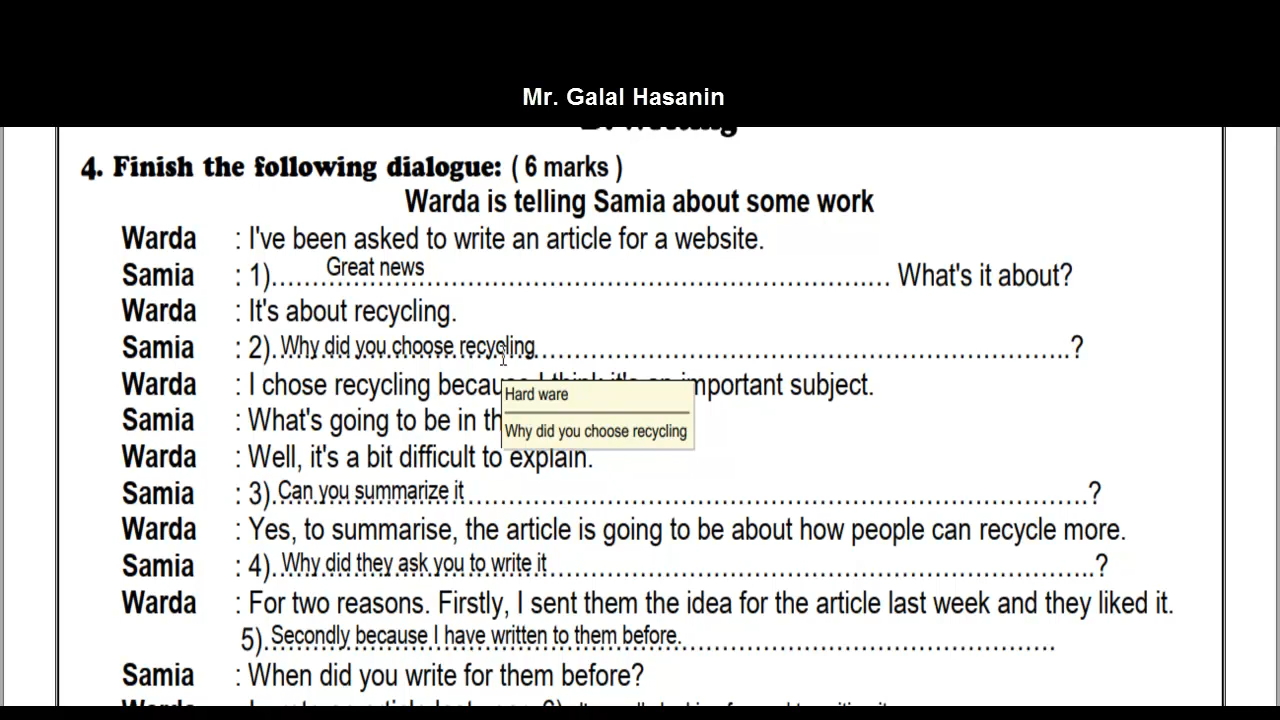 Mr. Galal Hasanin
4. Finish the following dialogue: ( 6 marks )
Warda is telling Samia about some work
Warda : I've been asked to write an article for a website.
Samia : 1)......Great news...... What's it about?
Warda : It's about recycling.
Samia : 2). Why did you choose recycling......?
Warda : I chose recycling because I think it's an important subject.
Hard ware
Samia : What's going to be in th
Why did you choose recycling
Warda : Well, it's a bit difficult to explain.
Samia : 3). Can you summarize it......?
Warda : Yes, to summarise, the article is going to be about how people can recycle more.
Samia : 4). Why did they ask you to write it......?
Warda : For two reasons. Firstly, I sent them the idea for the article last week and they liked it.
5). Secondly because I have written to them before.......
Samia : When did you write for them before?